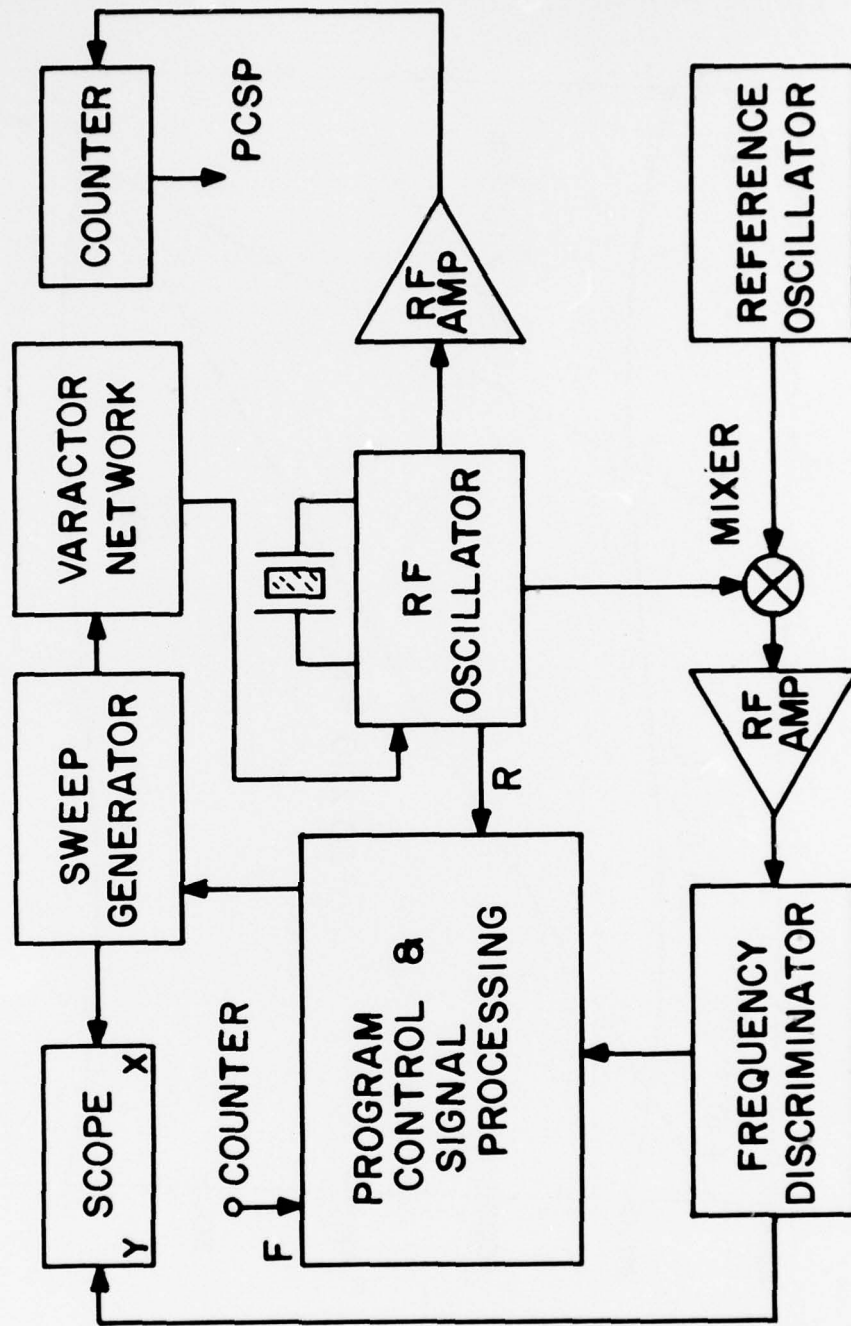 SCOPE
Y
X
SWEEP
GENERATOR
VARACTOR
NETWORK
COUNTER
PCSP
COUNTER
F
PROGRAM
CONTROL &
SIGNAL
PROCESSING
R
RF
OSCILLATOR
RF
AMP
FREQUENCY
DISCRIMINATOR
RF
AMP
MIXER
REFERENCE
OSCILLATOR